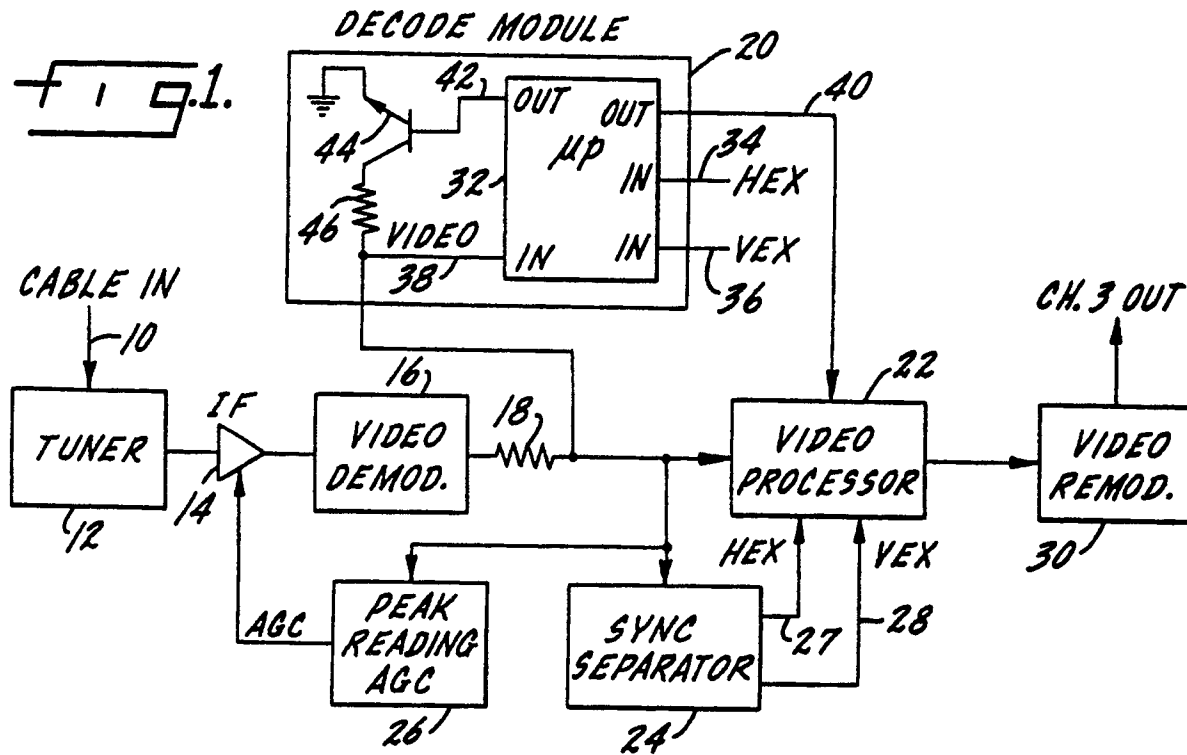 DECODE MODULE
Fig.1.
20
42
OUT
OUT
40
44
μp
32
IN
34
HEX
46
VIDEO
38
IN
IN
VEX
36
CABLE IN
10
CH. 3 OUT
16
18
22
IF
TUNER
14
VIDEO DEMOD.
VIDEO PROCESSOR
VIDEO REMOD.
12
30
HEX
VEX
AGC
PEAK READING AGC
SYNC SEPARATOR
27
28
26
24